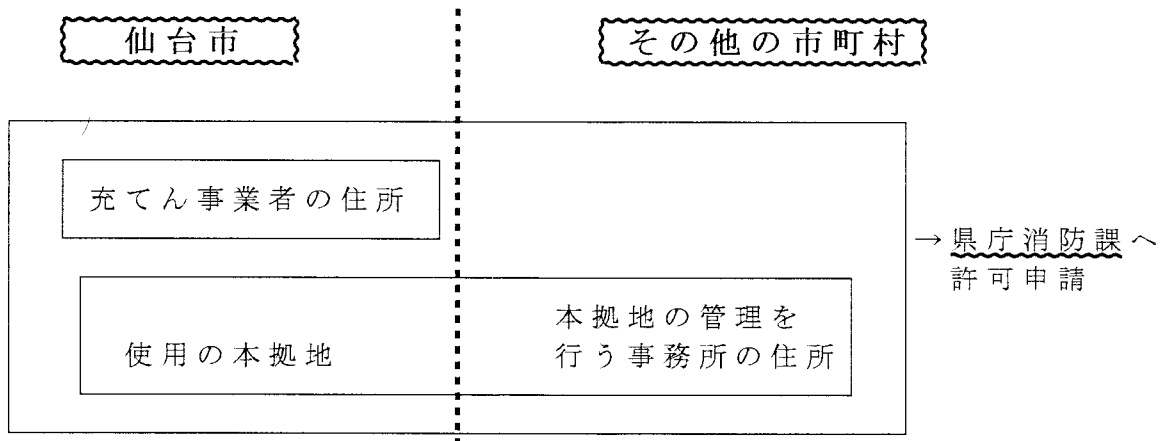 仙台市
その他の市町村
充てん事業者の住所
使用の本拠地
本拠地の管理を
行う事務所の住所
→県庁消防課へ
許可申請